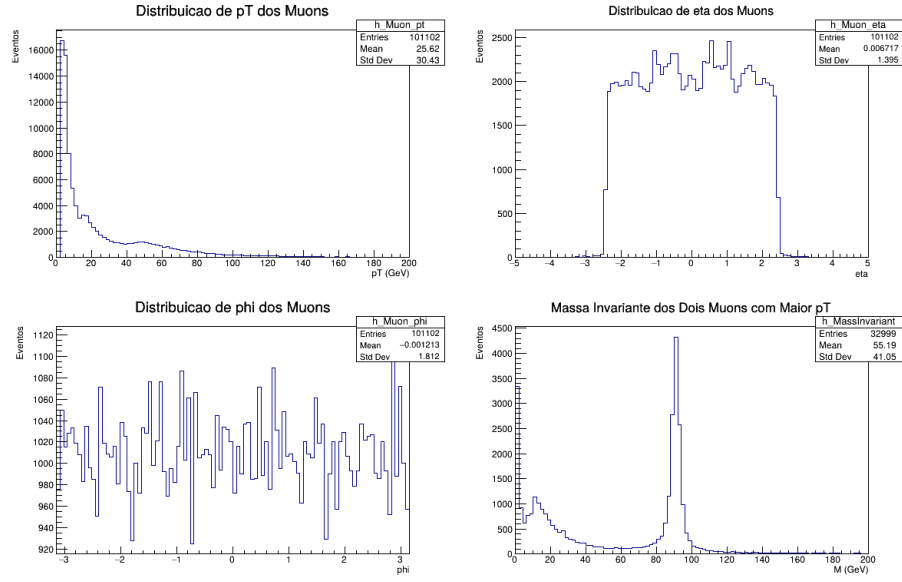 Distribuicao de pT dos Muons
h_Muon_pt
Entries 101102
Mean 25.62
Std Dev 30.43
Eventos
16000
14000
12000
10000
8000
6000
4000
2000
0
0 20 40 60 80 100 120 140 160 180 200
pT (GeV)
Distribuicao de eta dos Muons
h_Muon_eta
Entries 101102
Mean 0.006717
Std Dev 1.395
Eventos
2500
2000
1500
1000
500
0
−5 −4 −3 −2 −1 0 1 2 3 4 5
eta
Distribuicao de phi dos Muons
h_Muon_phi
Entries 101102
Mean −0.001213
Std Dev 1.812
Eventos
1120
1100
1080
1060
1040
1020
1000
980
960
940
920
−3 −2 −1 0 1 2 3
phi
Massa Invariante dos Dois Muons com Maior pT
h_MassInvariant
Entries 32999
Mean 55.19
Std Dev 41.05
Eventos
4500
4000
3500
3000
2500
2000
1500
1000
500
0
0 20 40 60 80 100 120 140 160 180 200
M (GeV)